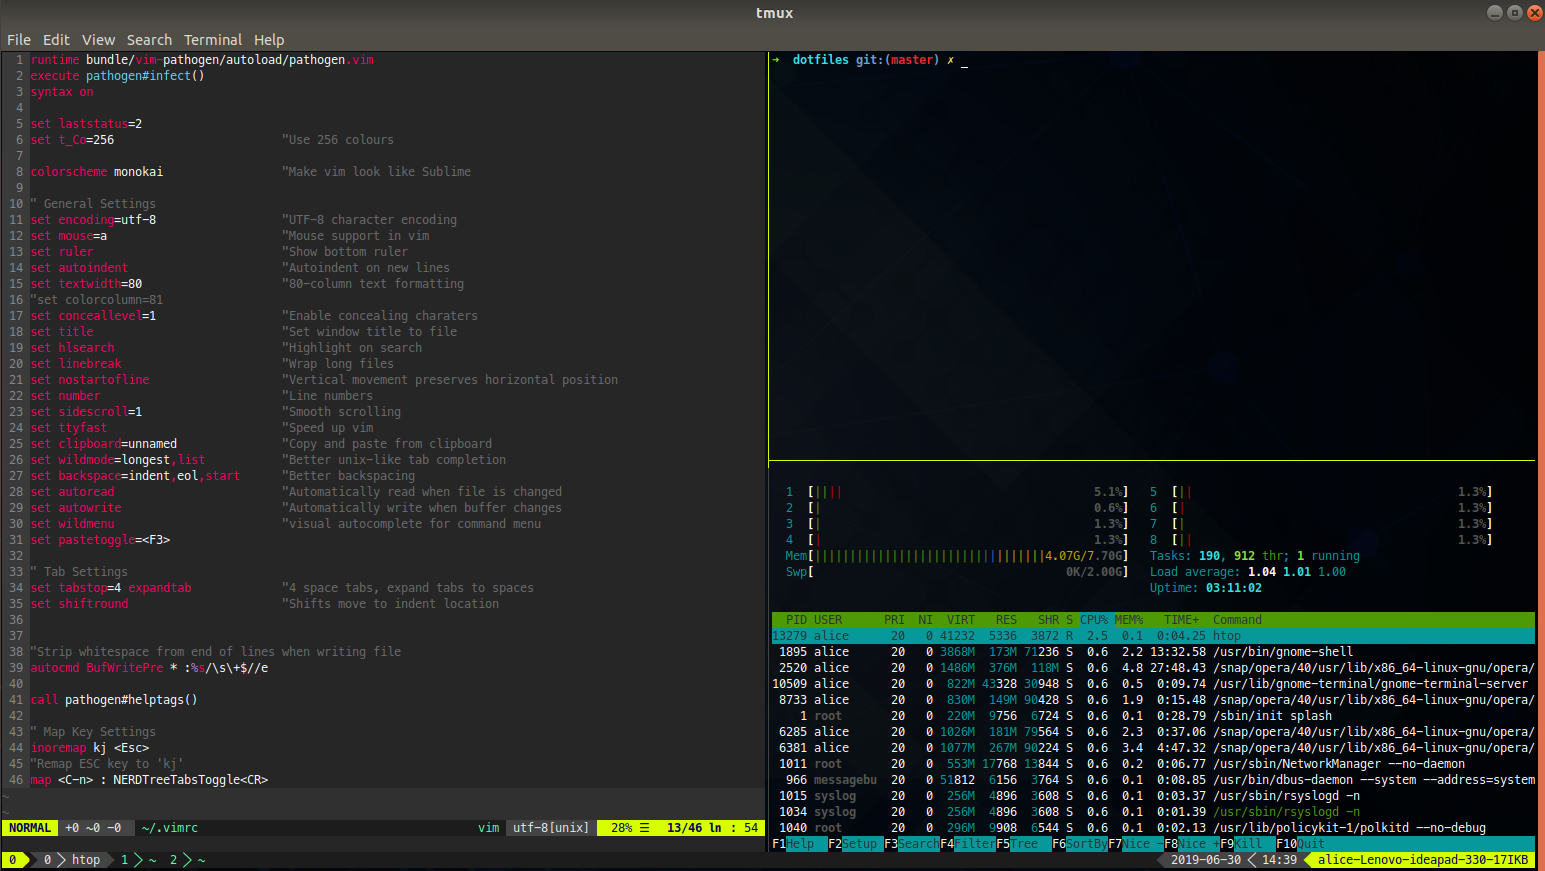 tmux
File Edit View Search Terminal Help
1 runtime bundle/vim-pathogen/autoload/pathogen.vim
2 execute pathogen#infect()
3 syntax on
4
5 set laststatus=2
6 set t_Co=256 "Use 256 colours
7
8 colorscheme monokai "Make vim look like Sublime
9
10 " General Settings
11 set encoding=utf-8 "UTF-8 character encoding
12 set mouse=a "Mouse support in vim
13 set ruler "Show bottom ruler
14 set autoindent "Autoindent on new lines
15 set textwidth=80 "80-column text formatting
16 "set colorcolumn=81
17 set conceallevel=1 "Enable concealing charaters
18 set title "Set window title to file
19 set hlsearch "Highlight on search
20 set linebreak "Wrap long files
21 set nostartofline "Vertical movement preserves horizontal position
22 set number "Line numbers
23 set sidescroll=1 "Smooth scrolling
24 set ttyfast "Speed up vim
25 set clipboard=unnamed "Copy and paste from clipboard
26 set wildmode=longest,list "Better unix-like tab completion
27 set backspace=indent,eol,start "Better backspacing
28 set autoread "Automatically read when file is changed
29 set autowrite "Automatically write when buffer changes
30 set wildmenu "visual autocomplete for command menu
31 set pastetoggle=<F3>
32
33 " Tab Settings
34 set tabstop=4 expandtab "4 space tabs, expand tabs to spaces
35 set shiftround "Shifts move to indent location
36
37
38 "Strip whitespace from end of lines when writing file
39 autocmd BufWritePre * :%s/\s\+$//e
40
41 call pathogen#helptags()
42
43 " Map Key Settings
44 inoremap kj <Esc>
45 "Remap ESC key to 'kj'
46 map <C-n> : NERDTreeTabsToggle<CR>
~
~
NORMAL +0 ~0 -0 ~/.vimrc vim utf-8[unix] 28% ☰ 13/46 ln : 54
➜ dotfiles git:(master) ✗ _
1 [|||| 5.1%] 5 [|| 1.3%]
2 [| 0.6%] 6 [| 1.3%]
3 [| 1.3%] 7 [| 1.3%]
4 [| 1.3%] 8 [|| 1.3%]
Mem[|||||||||||||||||||||||||||||||||4.07G/7.70G] Tasks: 190, 912 thr; 1 running
Swp[ 0K/2.00G] Load average: 1.04 1.01 1.00
Uptime: 03:11:02
PID USER PRI NI VIRT RES SHR S CPU% MEM% TIME+ Command
13279 alice 20 0 41232 5336 3872 R 2.5 0.1 0:04.25 htop
1895 alice 20 0 3868M 173M 71236 S 0.6 2.2 13:32.58 /usr/bin/gnome-shell
2520 alice 20 0 1486M 376M 118M S 0.6 4.8 27:48.43 /snap/opera/40/usr/lib/x86_64-linux-gnu/opera/
10509 alice 20 0 822M 43328 30948 S 0.6 0.5 0:09.74 /usr/lib/gnome-terminal/gnome-terminal-server
8733 alice 20 0 830M 149M 90428 S 0.6 1.9 0:15.48 /snap/opera/40/usr/lib/x86_64-linux-gnu/opera/
1 root 20 0 220M 9756 6724 S 0.6 0.1 0:28.79 /sbin/init splash
6285 alice 20 0 1026M 181M 79564 S 0.6 2.3 0:37.06 /snap/opera/40/usr/lib/x86_64-linux-gnu/opera/
6381 alice 20 0 1077M 267M 90224 S 0.6 3.4 4:47.32 /snap/opera/40/usr/lib/x86_64-linux-gnu/opera/
1011 root 20 0 553M 17768 13844 S 0.6 0.2 0:06.77 /usr/sbin/NetworkManager --no-daemon
966 messagebu 20 0 51812 6156 3764 S 0.6 0.1 0:08.85 /usr/bin/dbus-daemon --system --address=system
1015 syslog 20 0 256M 4896 3608 S 0.6 0.1 0:03.37 /usr/sbin/rsyslogd -n
1034 syslog 20 0 256M 4896 3608 S 0.6 0.1 0:01.39 /usr/sbin/rsyslogd -n
1040 root 20 0 296M 9908 6544 S 0.6 0.1 0:02.13 /usr/lib/policykit-1/polkitd --no-debug
F1Help F2Setup F3SearchF4FilterF5Tree F6SortByF7Nice -F8Nice +F9Kill F10Quit
0 0 htop 1 ~ 2 ~ 2019-06-30 14:39 alice-Lenovo-ideapad-330-17IKB